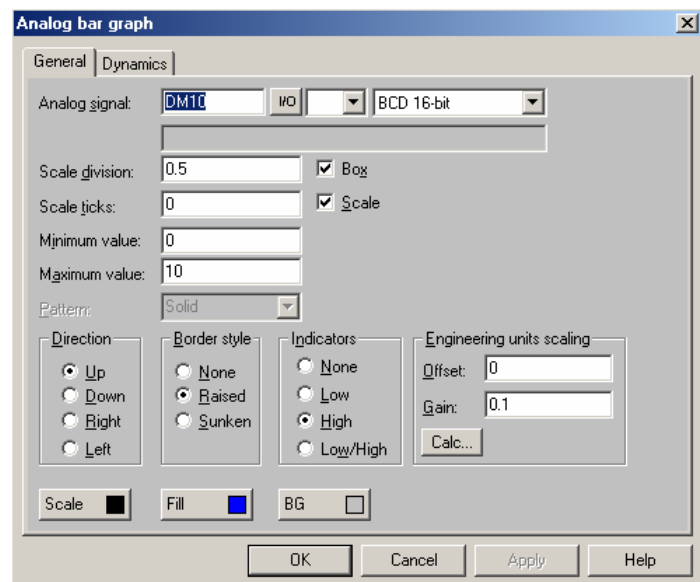 Analog bar graph
General Dynamics
Analog signal: DM10 I/O BCD 16-bit
Scale division: 0.5 Box
Scale ticks: 0 Scale
Minimum value: 0
Maximum value: 10
Pattern: Solid
Direction Border style Indicators Engineering units scaling
Up None None Offset: 0
Down Raised Low Gain: 0.1
Right Sunken High Calc...
Left Low/High
Scale Fill BG
OK Cancel Apply Help